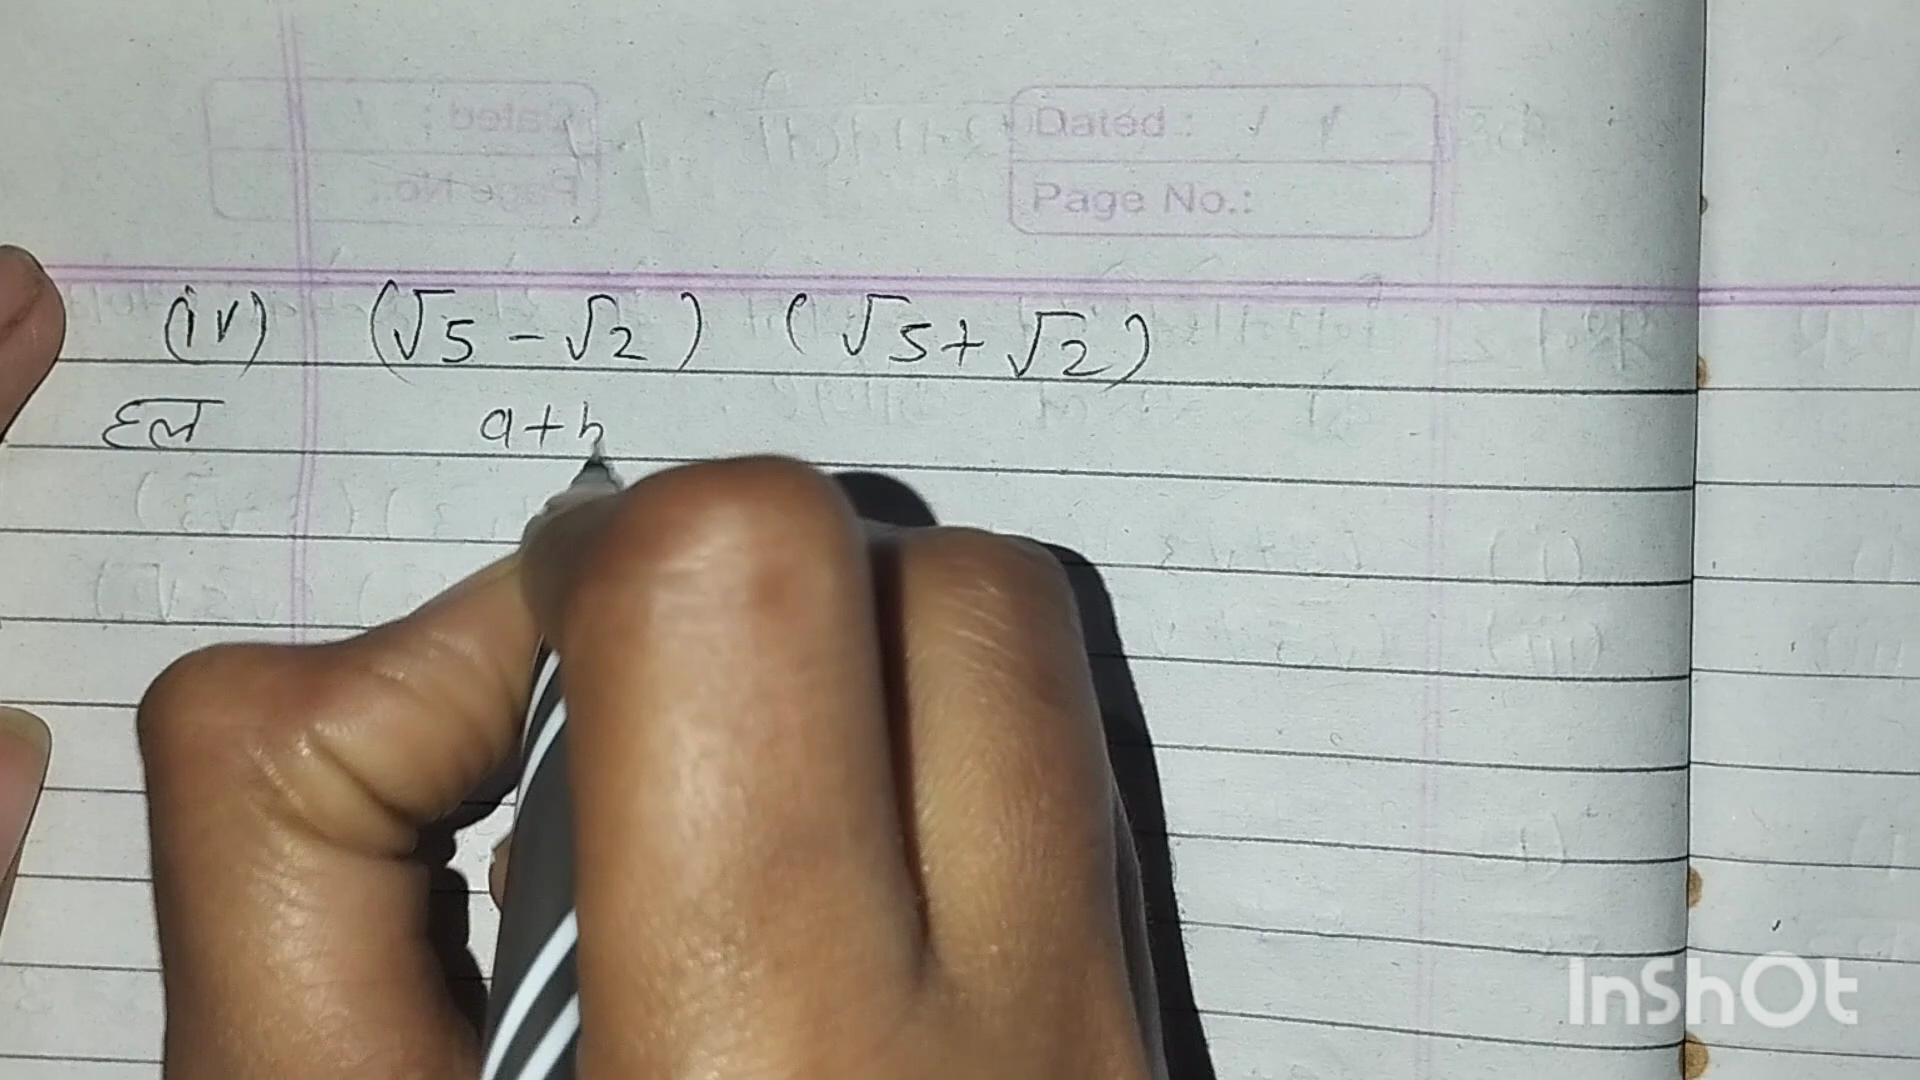 Dated :
Page No.:
(iv) (√5 - √2) (√5 + √2)
हल a+b
InShOt